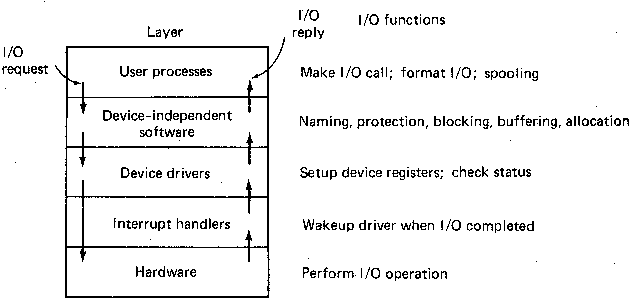 I/O
reply
I/O functions
Layer
I/O
request
User processes
Make I/O call; format I/O; spooling
Device-independent
software
Naming, protection, blocking, buffering, allocation
Device drivers
Setup device registers; check status
Interrupt handlers
Wakeup driver when I/O completed
Hardware
Perform I/O operation